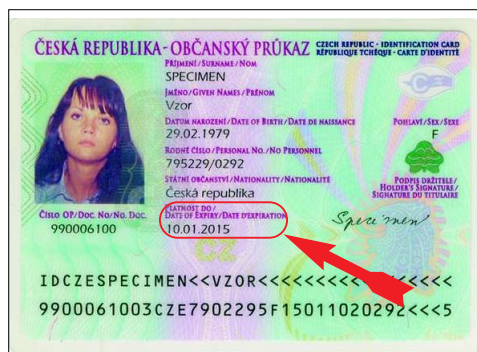 ČESKÁ REPUBLIKA - OBČANSKÝ PRŮKAZ CZECH REPUBLIC - IDENTIFICATION CARD
RÉPUBLIQUE TCHÈQUE - CARTE D'IDENTITÉ
PŘÍJMENÍ / SURNAME / NOM
SPECIMEN
JMÉNO / GIVEN NAMES / PRÉNOM
Vzor
DATUM NAROZENÍ / DATE OF BIRTH / DATE DE NAISSANCE POHLAVÍ / SEX / SEXE
29.02.1979 F
RODNÉ ČÍSLO / PERSONAL NO. / NO PERSONNEL
795229/0292
STÁTNÍ OBČANSTVÍ / NATIONALITY / NATIONALITÉ
Česká republika
PODPIS DRŽITELE /
HOLDER'S SIGNATURE /
SIGNATURE DU TITULAIRE
PLATNOST DO /
DATE OF EXPIRY / DATE D'EXPIRATION
10.01.2015
Specimen
ČÍSLO OP / DOC. NO / NO. DOC.
990006100
CZ
IDCZESPECIMEN<<VZOR<<<<<<<<<<<<<<<<<
9900061003CZE7902295F15011020292<<<5